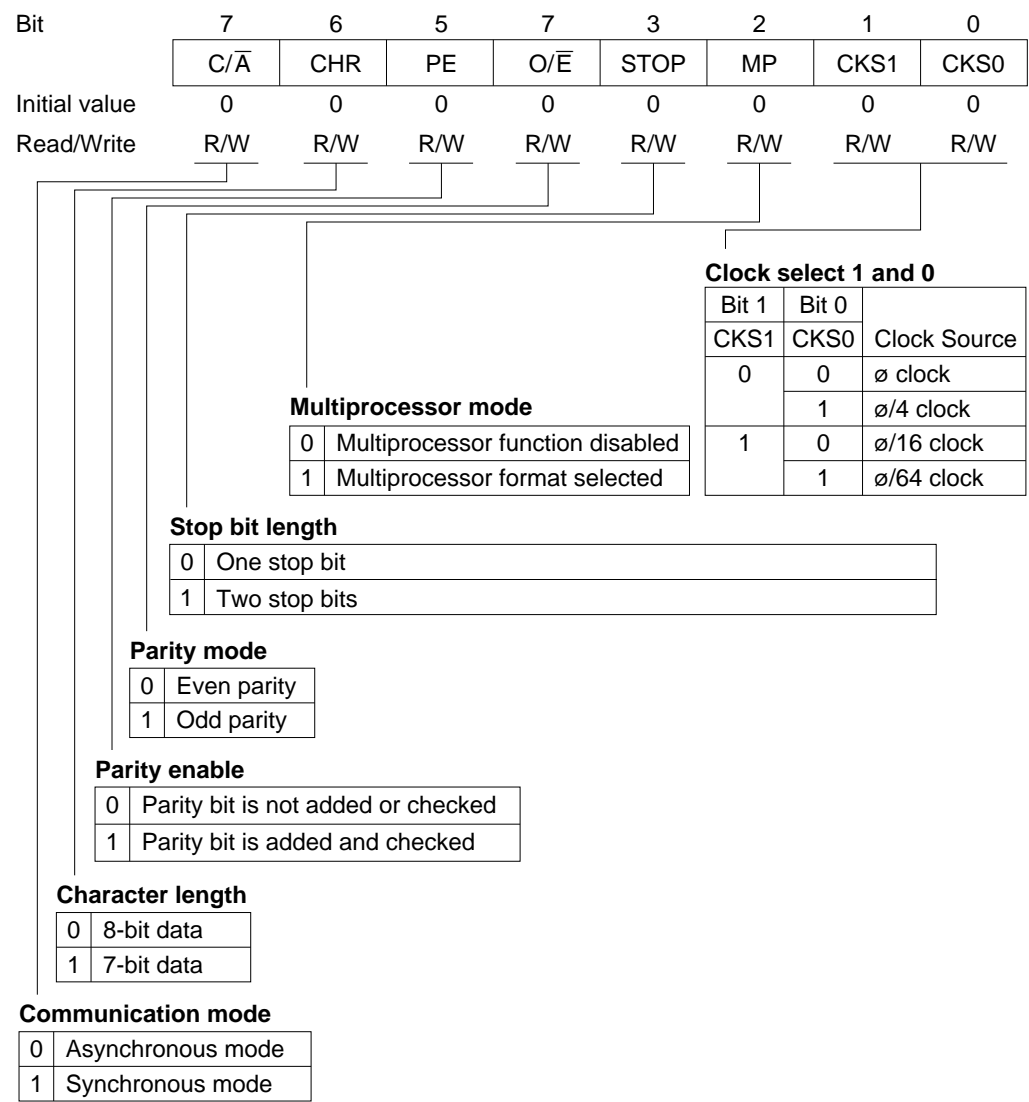 Bit 7 6 5 7 3 2 1 0
C/A̅ CHR PE O/E̅ STOP MP CKS1 CKS0
Initial value 0 0 0 0 0 0 0 0
Read/Write R/W R/W R/W R/W R/W R/W R/W R/W
Clock select 1 and 0
Bit 1 Bit 0
CKS1 CKS0 Clock Source
0 0 ø clock
1 ø/4 clock
1 0 ø/16 clock
1 ø/64 clock
Multiprocessor mode
0 Multiprocessor function disabled
1 Multiprocessor format selected
Stop bit length
0 One stop bit
1 Two stop bits
Parity mode
0 Even parity
1 Odd parity
Parity enable
0 Parity bit is not added or checked
1 Parity bit is added and checked
Character length
0 8-bit data
1 7-bit data
Communication mode
0 Asynchronous mode
1 Synchronous mode